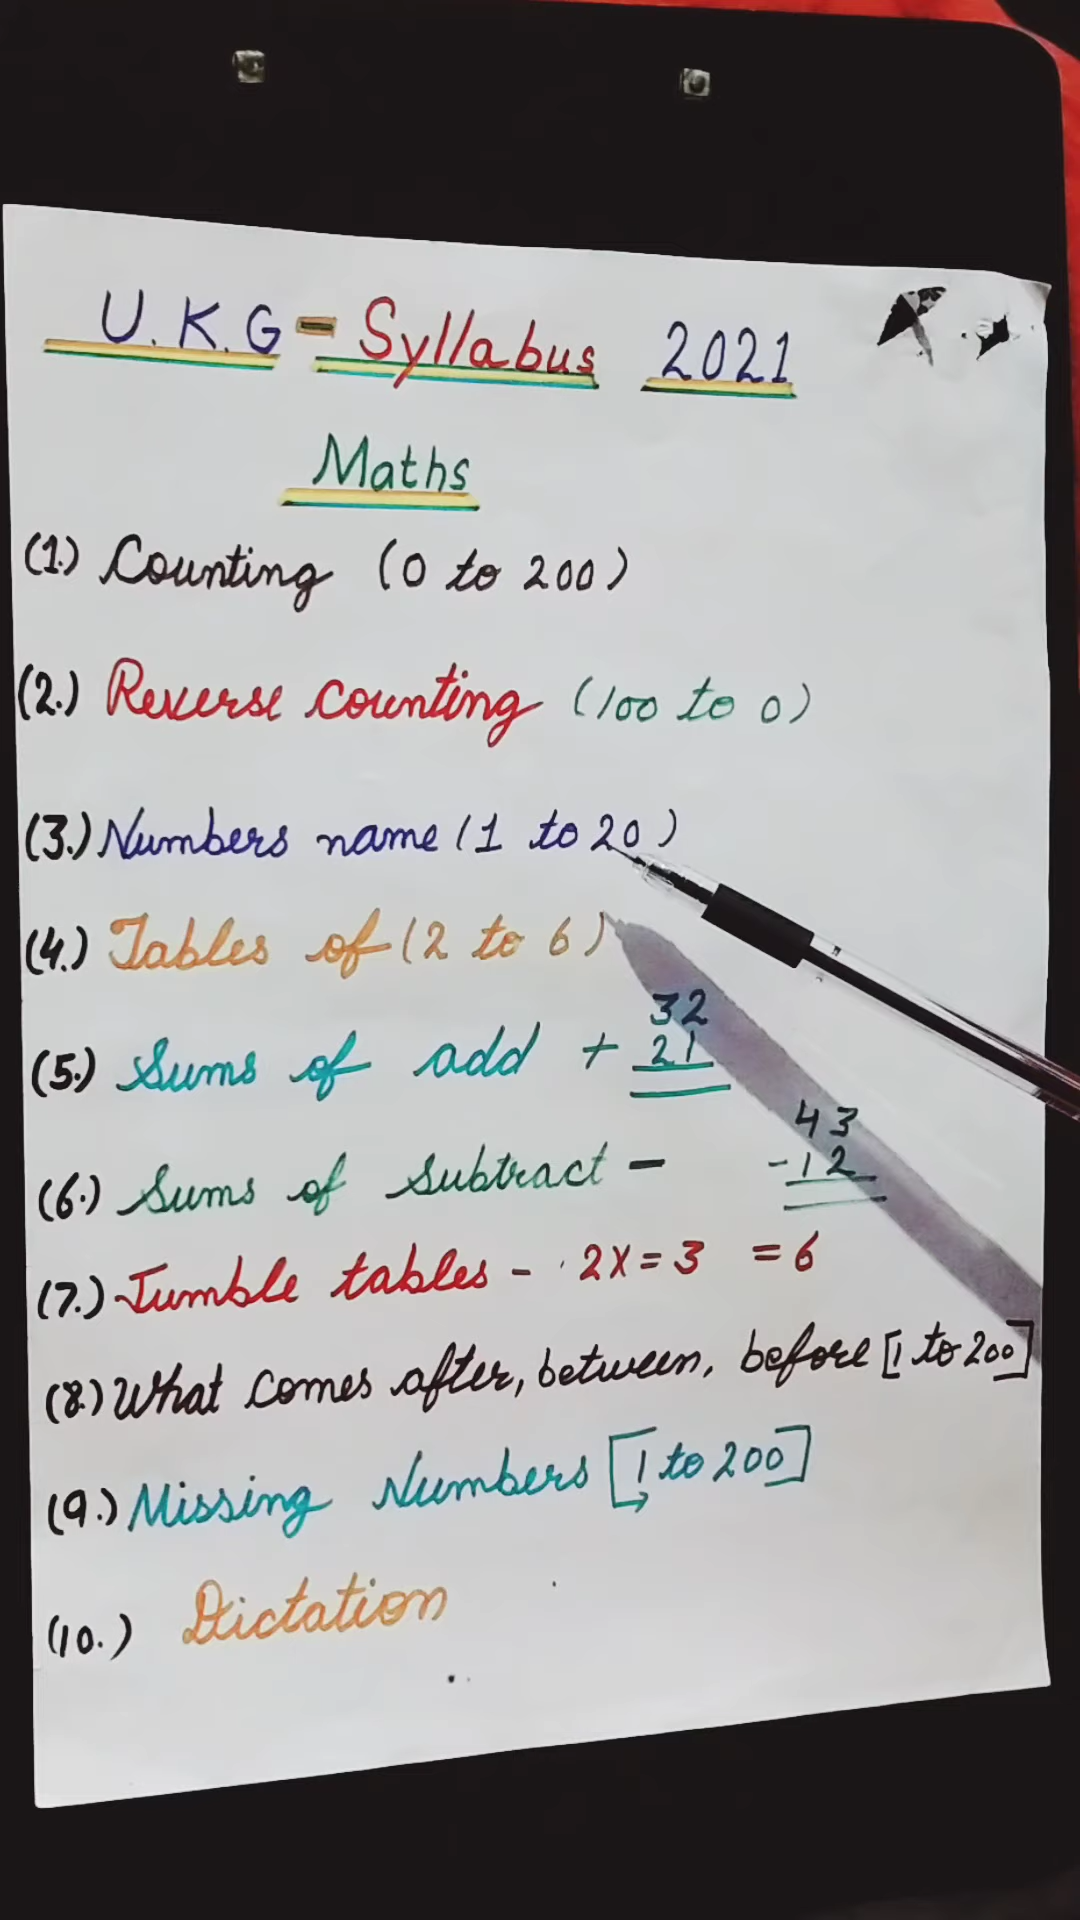 U.K.G - Syllabus 2021
Maths
(1.) Counting (0 to 200)
(2.) Reverse counting (100 to 0)
(3.) Numbers name (1 to 20)
(4.) Tables of (2 to 6)
32
(5.) Sums of add + 21
43
(6.) Sums of subtract - -12
(7.) Jumble tables - 2x=3 =6
(8.) What comes after, between, before [1 to 200]
(9.) Missing Numbers [1 to 200]
(10.) Dictation